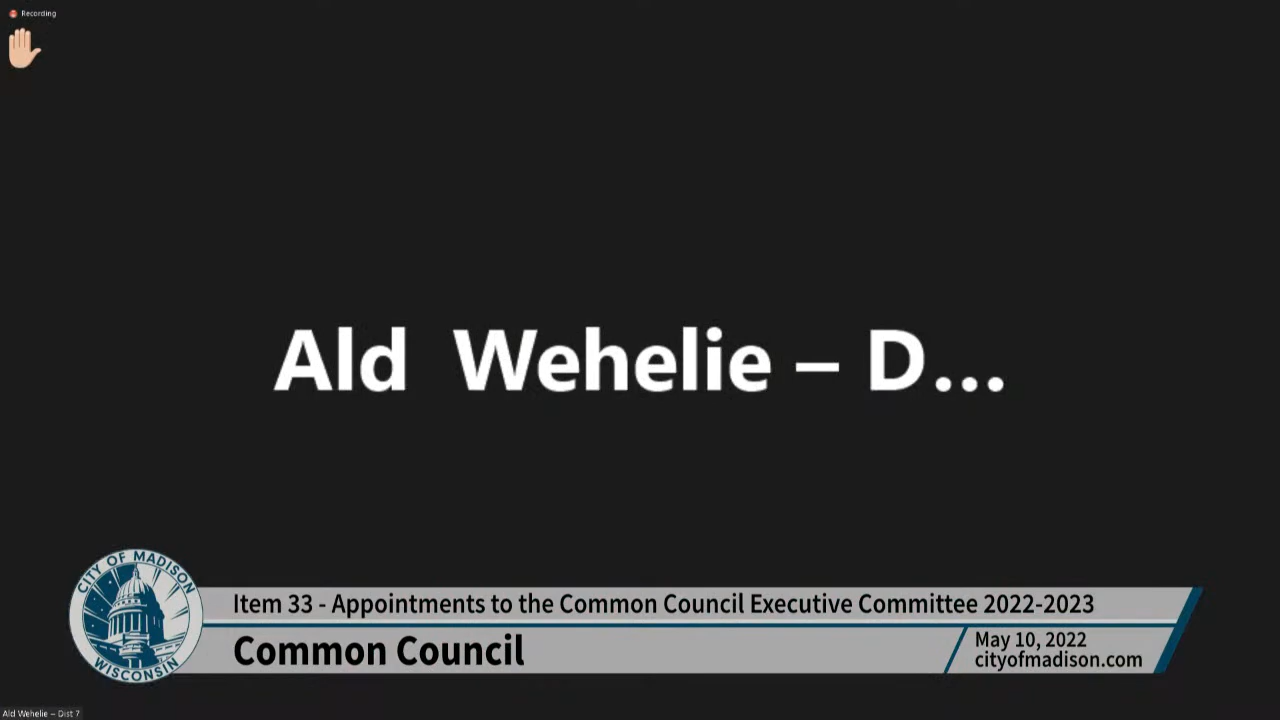 Recording
Ald  Wehelie – D...
CITY OF MADISON
WISCONSIN
Item 33 - Appointments to the Common Council Executive Committee 2022-2023
Common Council
May 10, 2022
cityofmadison.com
Ald Wehelie – Dist 7